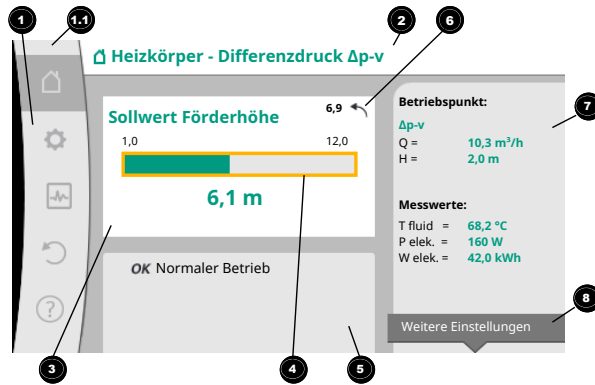 1
1.1
2
6
Heizkörper - Differenzdruck Δp-v
Sollwert Förderhöhe
6,9
1,0
12,0
6,1 m
OK Normaler Betrieb
Betriebspunkt:
7
Δp-v
Q = 10,3 m³/h
H = 2,0 m
Messwerte:
T fluid = 68,2 °C
P elek. = 160 W
W elek. = 42,0 kWh
8
Weitere Einstellungen
?
3
4
5